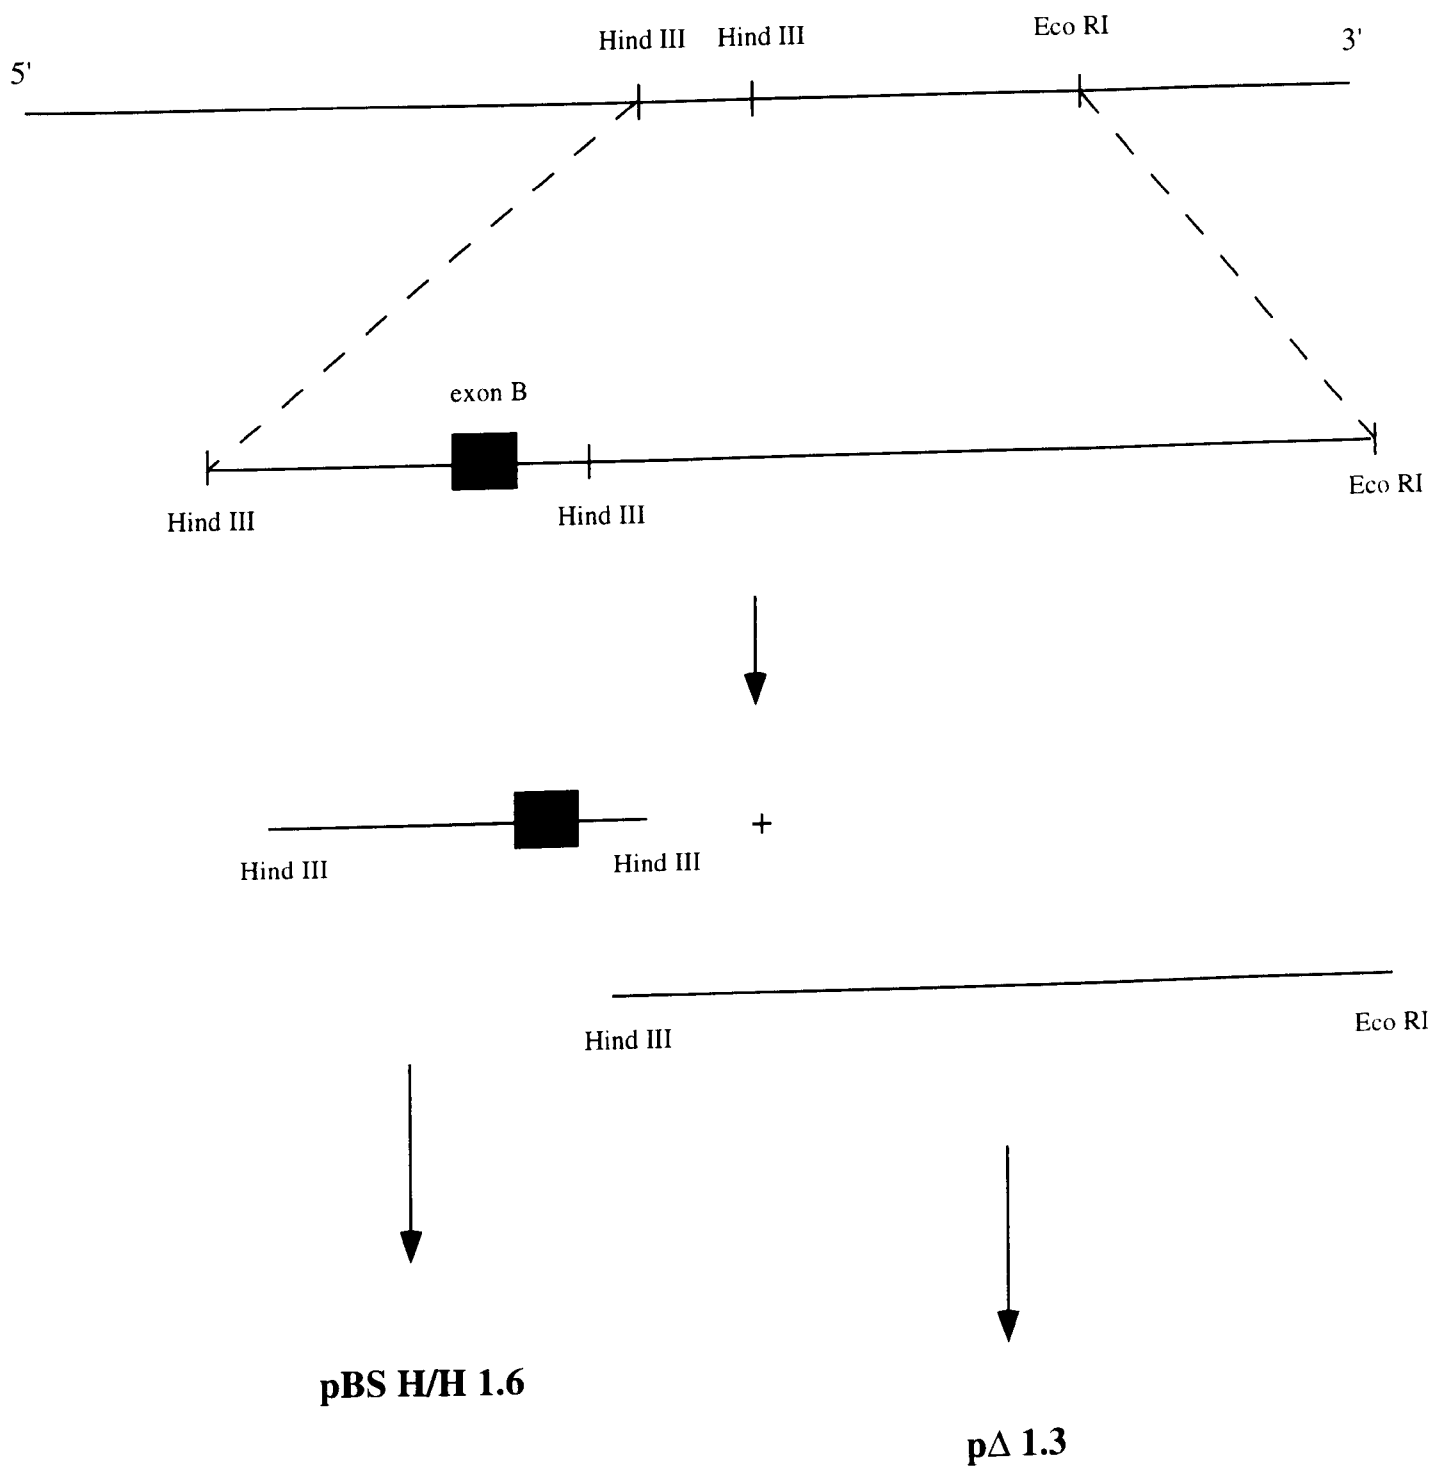 Hind III Hind III Eco RI 3'
5'
exon B
Eco RI
Hind III Hind III
+
Hind III Hind III
Hind III Eco RI
pBS H/H 1.6
pΔ 1.3